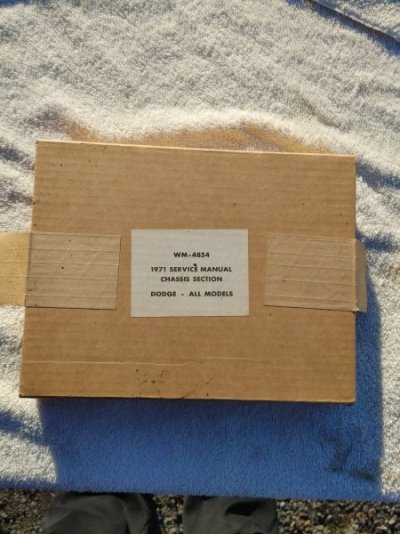 WM-4854
1971 SERVICE MANUAL
CHASSIS SECTION
DODGE - ALL MODELS